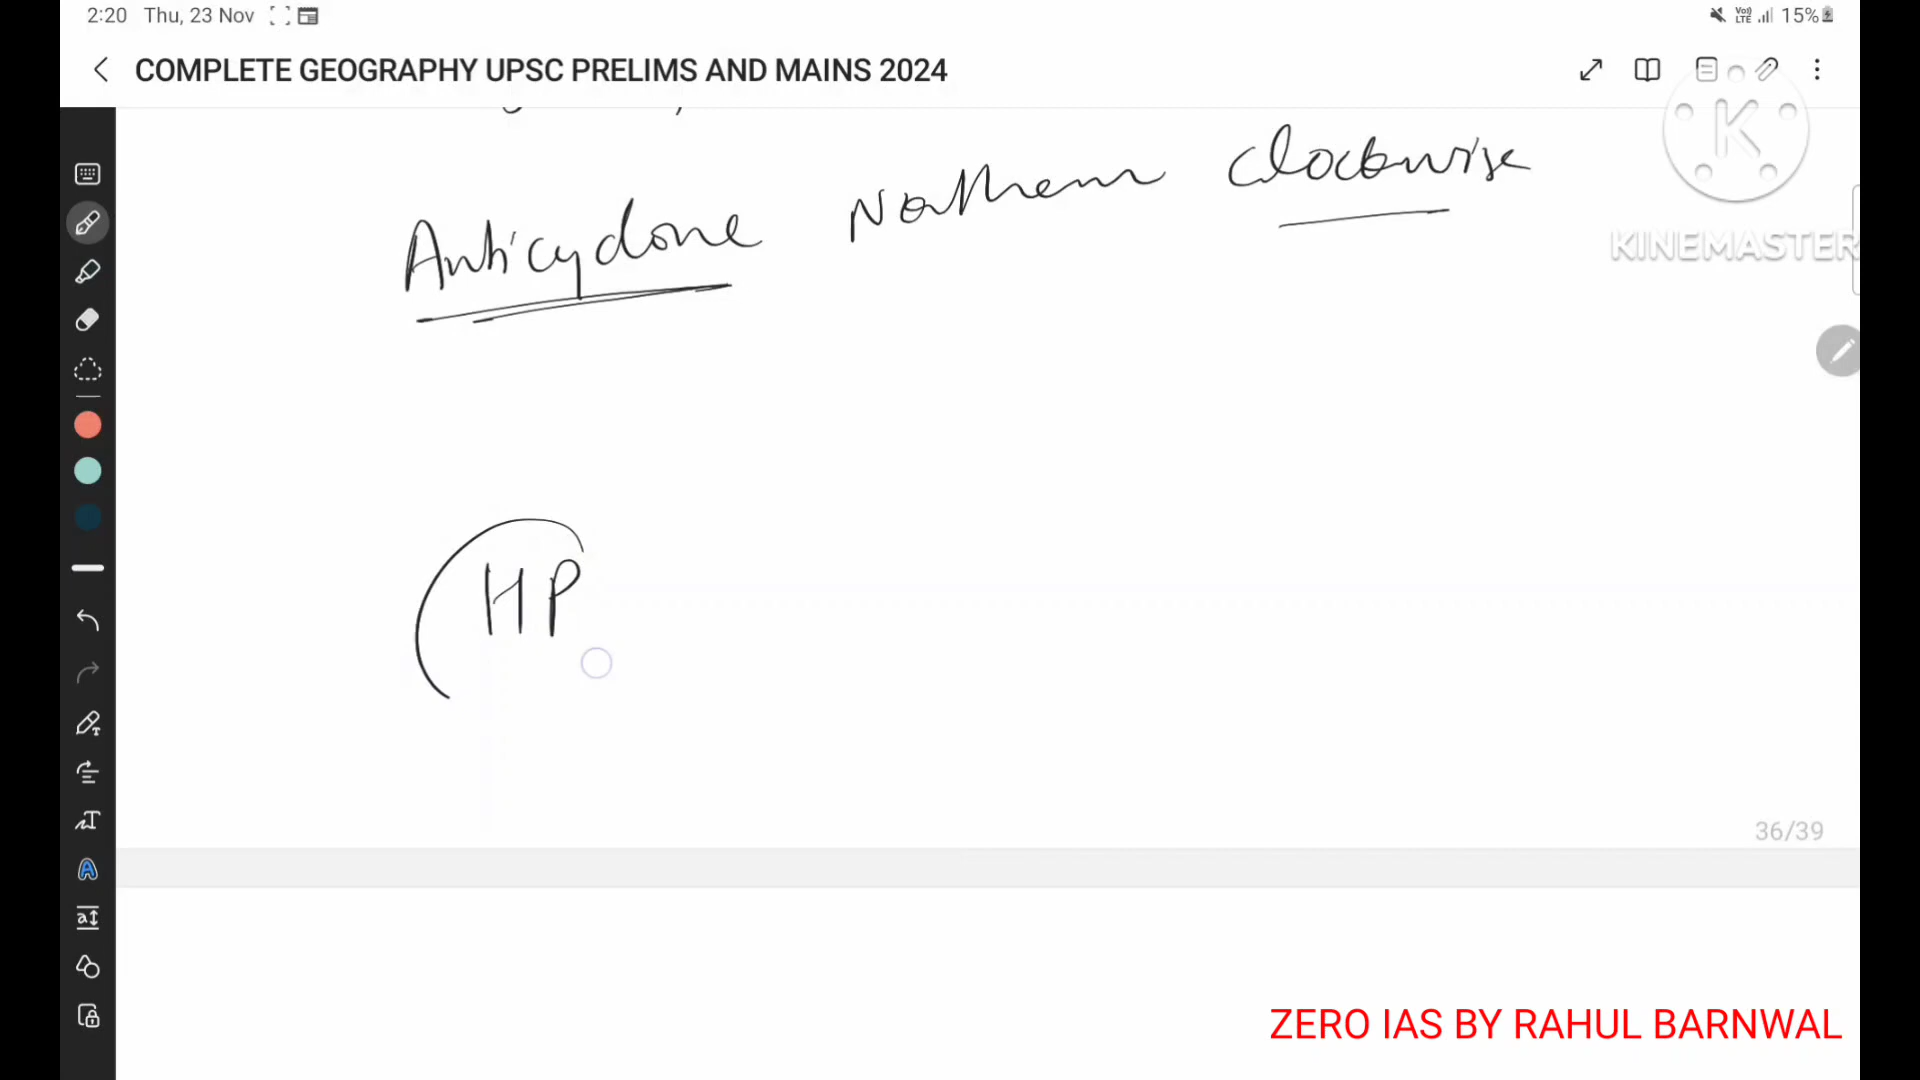 2:20 Thu, 23 Nov
15%
COMPLETE GEOGRAPHY UPSC PRELIMS AND MAINS 2024
K
KINEMASTER
Anticyclone Northern Clockwise
HP
36/39
ZERO IAS BY RAHUL BARNWAL